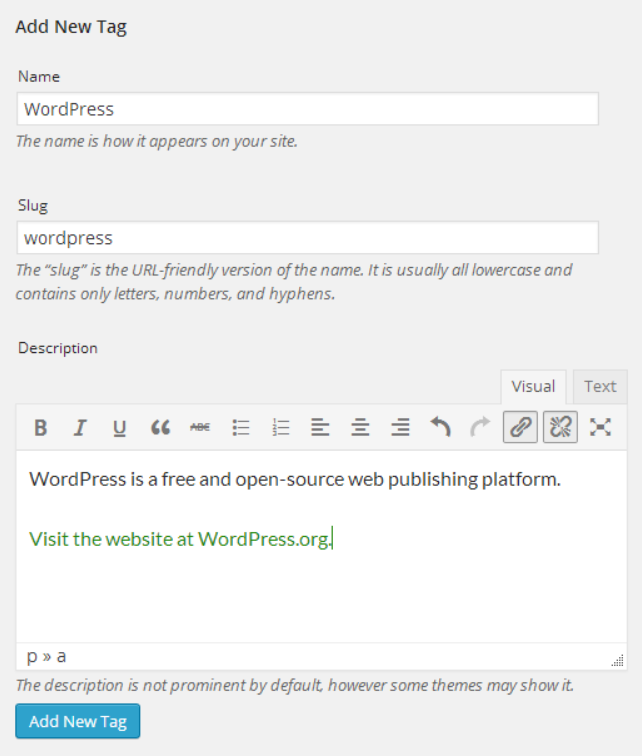 Add New Tag
Name
WordPress
The name is how it appears on your site.
Slug
wordpress
The “slug” is the URL-friendly version of the name. It is usually all lowercase and
contains only letters, numbers, and hyphens.
Description
Visual Text
B I U “ ABC
WordPress is a free and open-source web publishing platform.
Visit the website at WordPress.org.
p » a
The description is not prominent by default, however some themes may show it.
Add New Tag